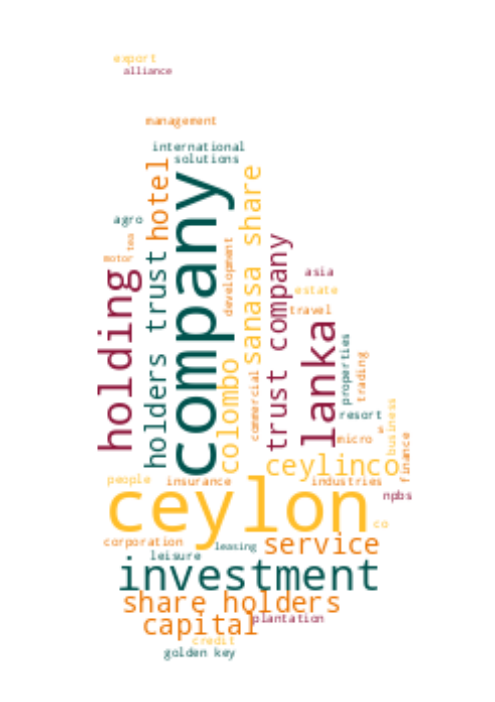 export
alliance
management
international
solutions
hotel
sanasa share
company
agro
tea
motor
holding
holders trust
development
trust company
asia
estate
travel
lanka
properties
trading
colombo
commercial
resort
micro
business
finance
ceylinco
people
insurance
industries
npbs
ceylon
co
corporation
leisure
leasing
service
investment
share holders
capital
plantation
credit
golden key